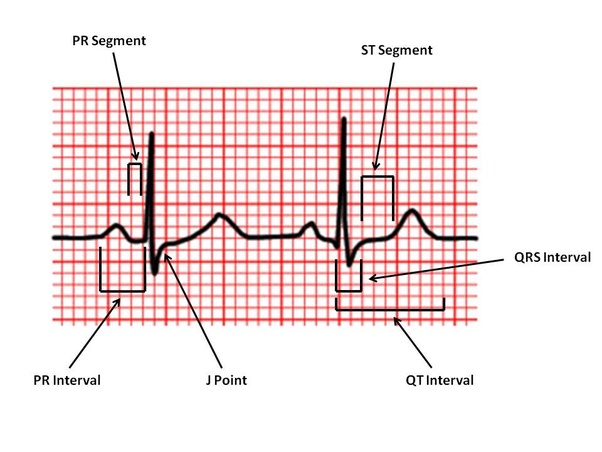 PR Segment
ST Segment
QRS Interval
PR Interval
J Point
QT Interval